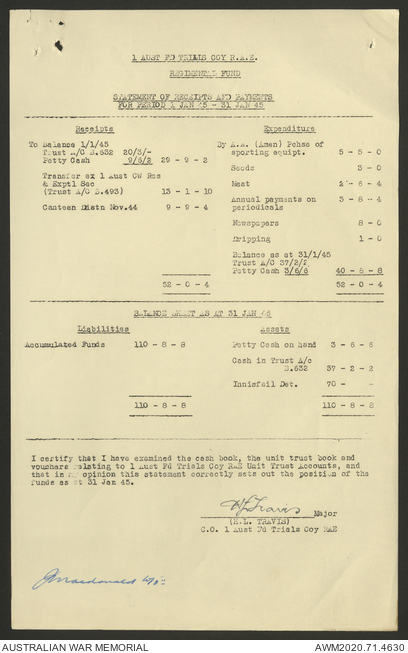 1 AUST FD TRIALS COY R.A.E.
REGIMENTAL FUND
STATEMENT OF RECEIPTS AND PAYMENTS
FOR PERIOD 1 JAN 45 - 31 JAN 45
Receipts Expenditure
To Balance 1/1/45
Trust A/C B.632 20/3/-
Petty Cash 9/6/2 29 - 9 - 2
Transfer ex 1 Aust CW Res
& Exptl Sec
(Trust A/C B.493) 13 - 1 - 10
Canteen Distn Nov.44 9 - 9 - 4
52 - 0 - 4
By A.A. (Amen) Pchse of
sporting equipt. 5 - 5 - 0
Seeds 3 - 0
Meat 2 - 6 - 4
Annual payments on
periodicals 3 - 8 - 4
Newspapers 8 - 0
Dripping 1 - 0
Balance as at 31/1/45
Trust A/C 37/2/2
Petty Cash 3/6/6 40 - 8 - 8
52 - 0 - 4
BALANCE SHEET AS AT 31 JAN
Liabilities Assets
Accumulated Funds 110 - 8 - 8
110 - 8 - 8
Petty Cash on hand 3 - 6 - 6
Cash in Trust A/c
B.632 37 - 2 - 2
Innisfail Det. 70 - -
110 - 8 - 8
I certify that I have examined the cash book, the unit trust book and
vouchers relating to 1 Aust Fd Trials Coy RAE Unit Trust Accounts, and
that in my opinion this statement correctly sets out the position of the
funds as at 31 Jan 45.
Travis Major
(H.L. TRAVIS)
C.O. 1 Aust Fd Trials Coy RAE
Macdonald
AUSTRALIAN WAR MEMORIAL
AWM2020.71.4630